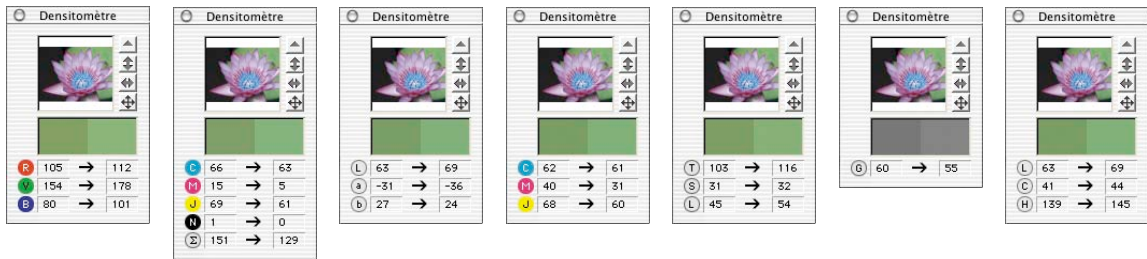 Densitomètre
R 105 → 112
V 154 → 178
B 80 → 101
Densitomètre
C 66 → 63
M 15 → 5
J 69 → 61
N 1 → 0
Σ 151 → 129
Densitomètre
L 63 → 69
a -31 → -36
b 27 → 24
Densitomètre
C 62 → 61
M 40 → 31
J 68 → 60
Densitomètre
T 103 → 116
S 31 → 32
L 45 → 54
Densitomètre
G 60 → 55
Densitomètre
L 63 → 69
C 41 → 44
H 139 → 145